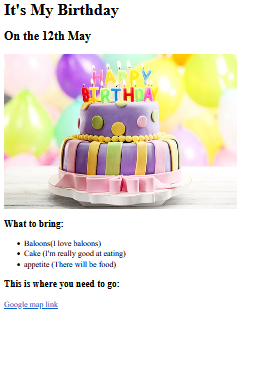 It's My Birthday
On the 12th May
HAPPY
BIRTHDAY
What to bring:
Baloons(I love baloons)
Cake (I'm really good at eating)
appetite (There will be food)
This is where you need to go:
Google map link